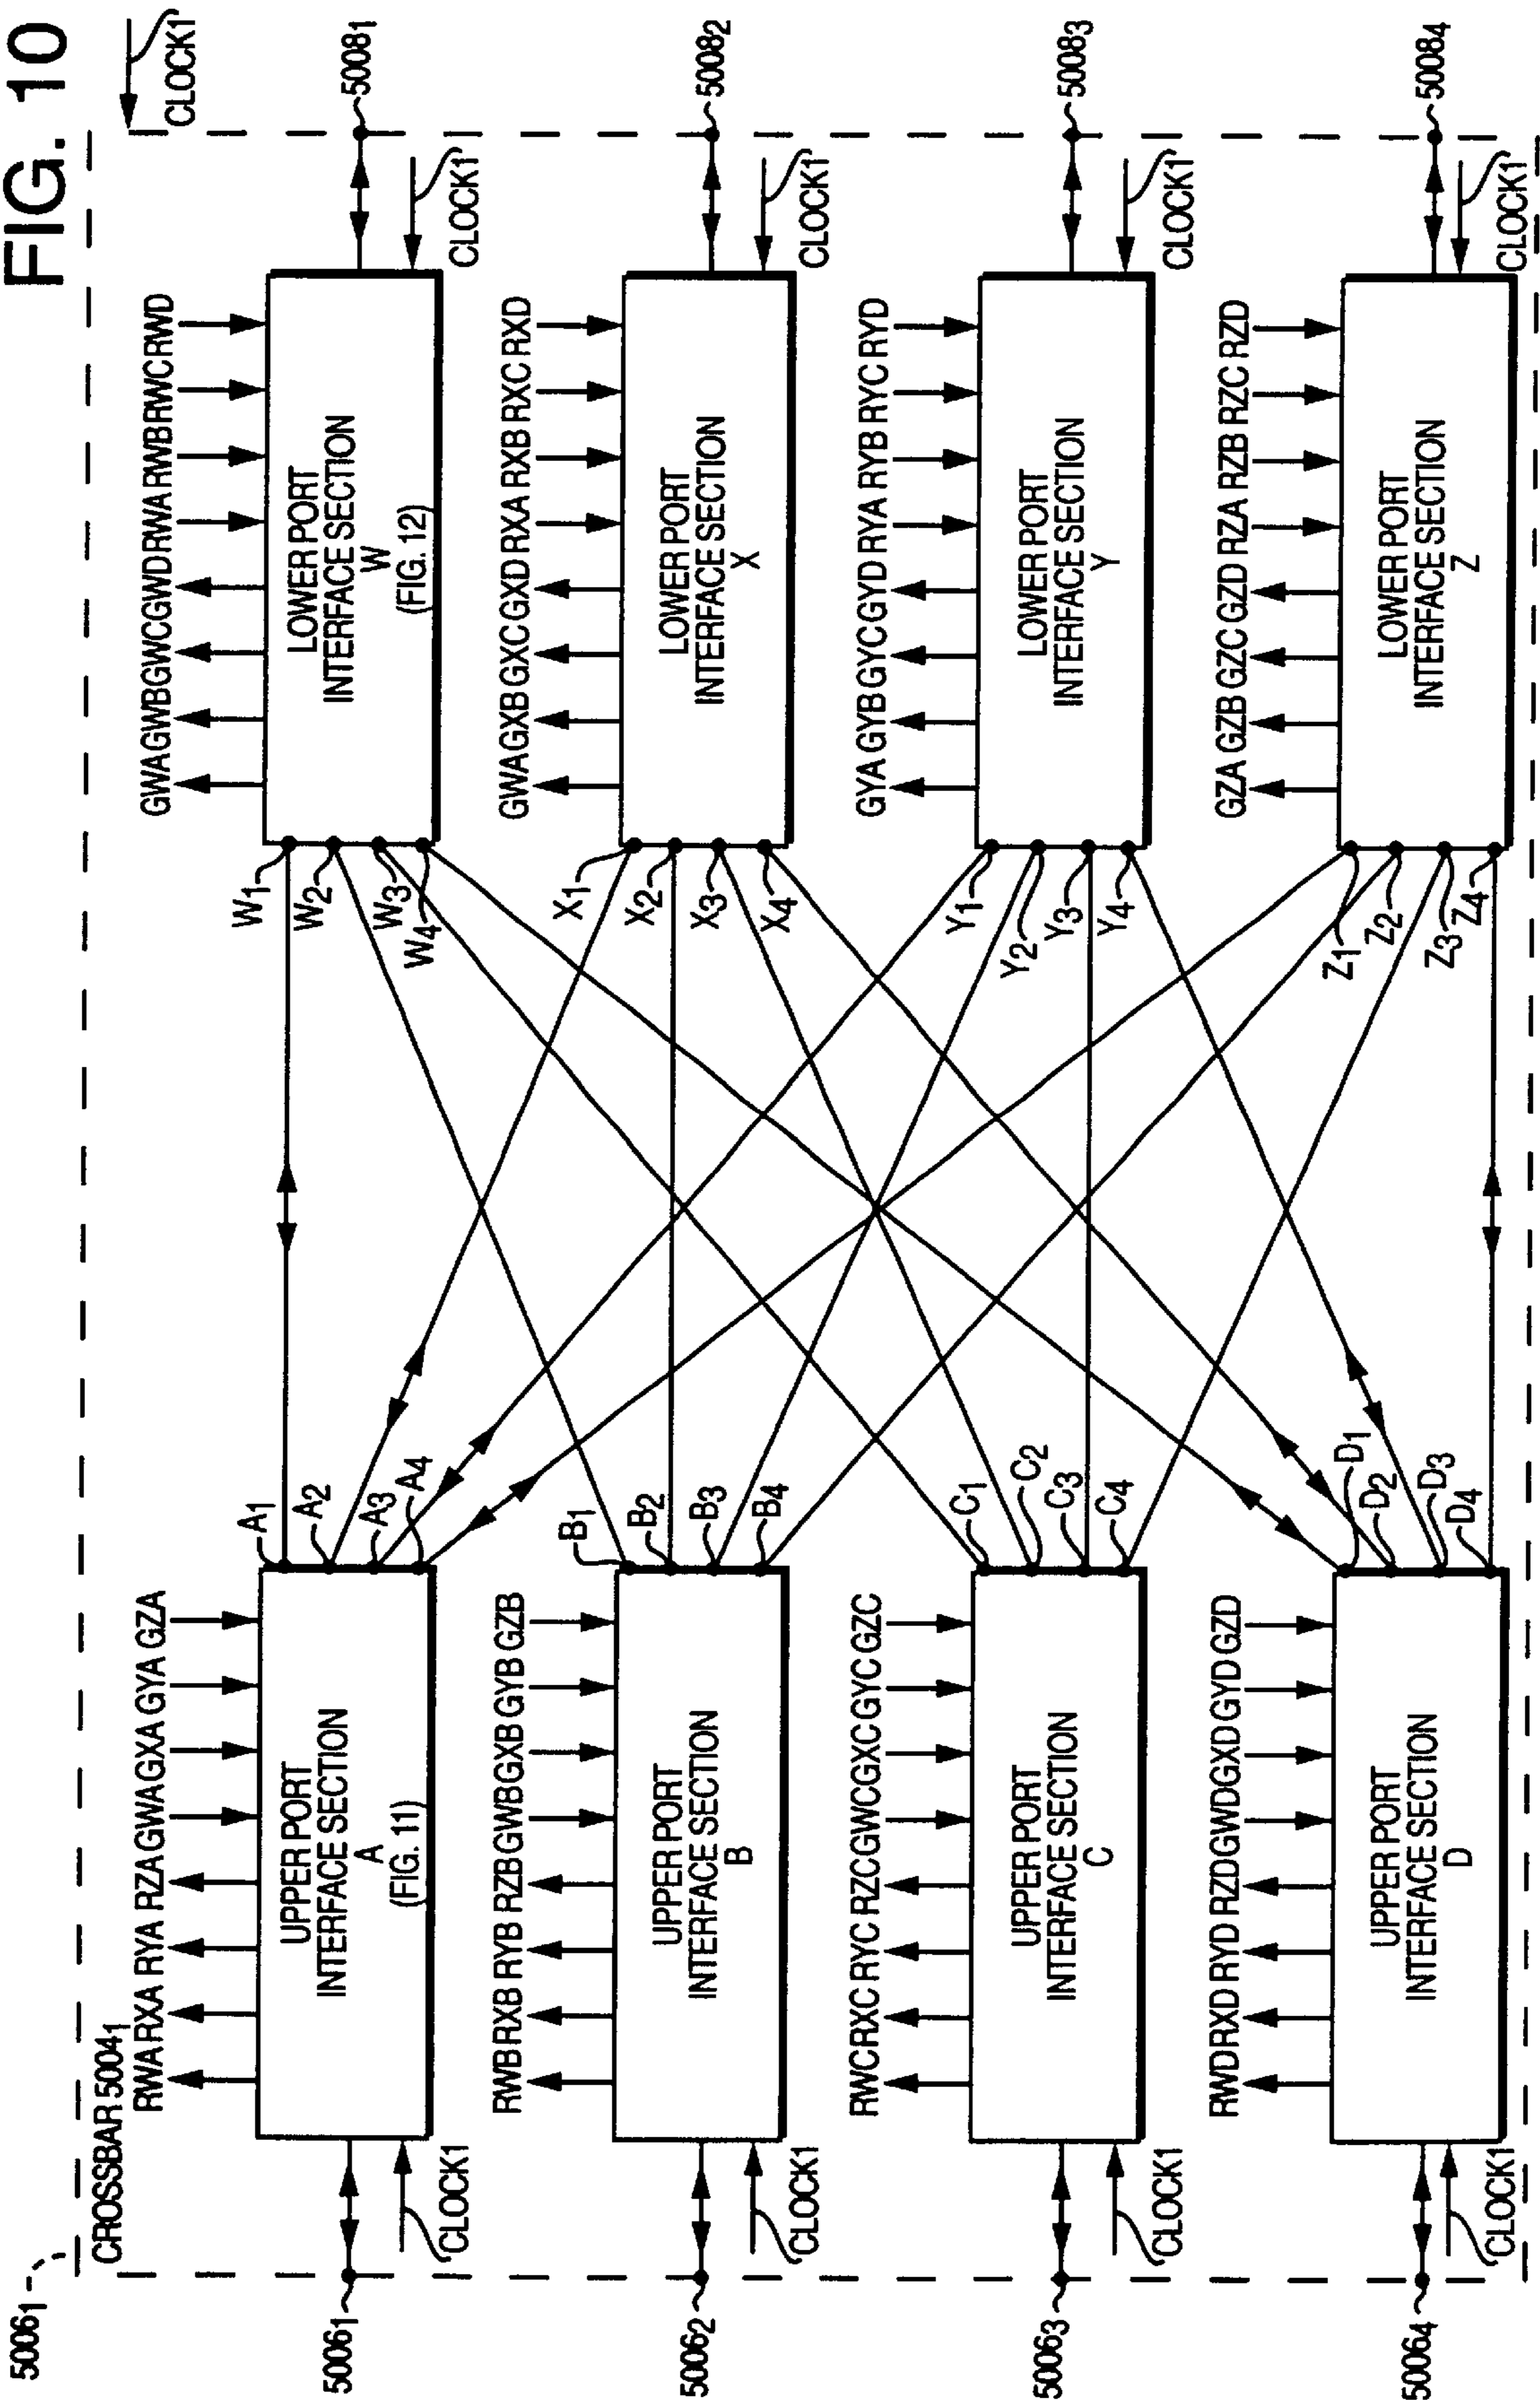 FIG. 10
CLOCK1
5006₁
CROSSBAR 5004₁
RWA RXA RYA RZA GWA GXA GYA GZA
UPPER PORT
INTERFACE SECTION
A
(FIG. 11)
5006₁
CLOCK1
A₁
A₂
A₃
A₄
GWA GWB GWC GWD RWA RWB RWC RWD
LOWER PORT
INTERFACE SECTION
W
(FIG. 12)
W₁
W₂
W₃
W₄
5008₁
CLOCK1
RWB RXB RYB RZB GWB GXB GYB GZB
UPPER PORT
INTERFACE SECTION
B
5006₂
CLOCK1
B₁
B₂
B₃
B₄
GWA GXB GXC GXD RXA RXB RXC RXD
LOWER PORT
INTERFACE SECTION
X
X₁
X₂
X₃
X₄
5008₂
CLOCK1
RWC RXC RYC RZC GWC GXC GYC GZC
UPPER PORT
INTERFACE SECTION
C
5006₃
CLOCK1
C₁
C₂
C₃
C₄
GYA GYB GYC GYD RYA RYB RYC RYD
LOWER PORT
INTERFACE SECTION
Y
Y₁
Y₂
Y₃
Y₄
5008₃
CLOCK1
RWD RXD RYD RZD GWD GXD GYD GZD
UPPER PORT
INTERFACE SECTION
D
5006₄
CLOCK1
D₁
D₂
D₃
D₄
GZA GZB GZC GZD RZA RZB RZC RZD
LOWER PORT
INTERFACE SECTION
Z
Z₁
Z₂
Z₃
Z₄
5008₄
CLOCK1